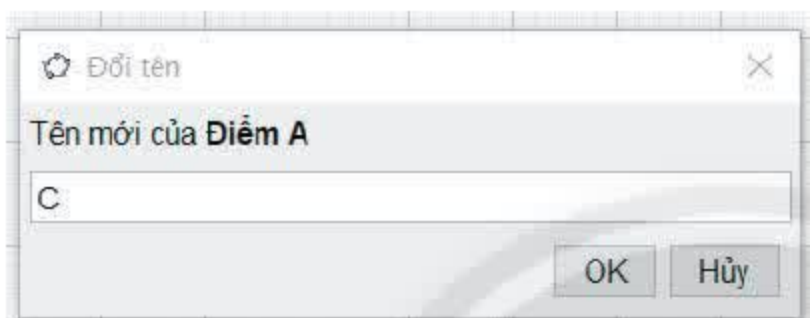 Đổi tên
Tên mới của Điểm A
C
OK Hủy